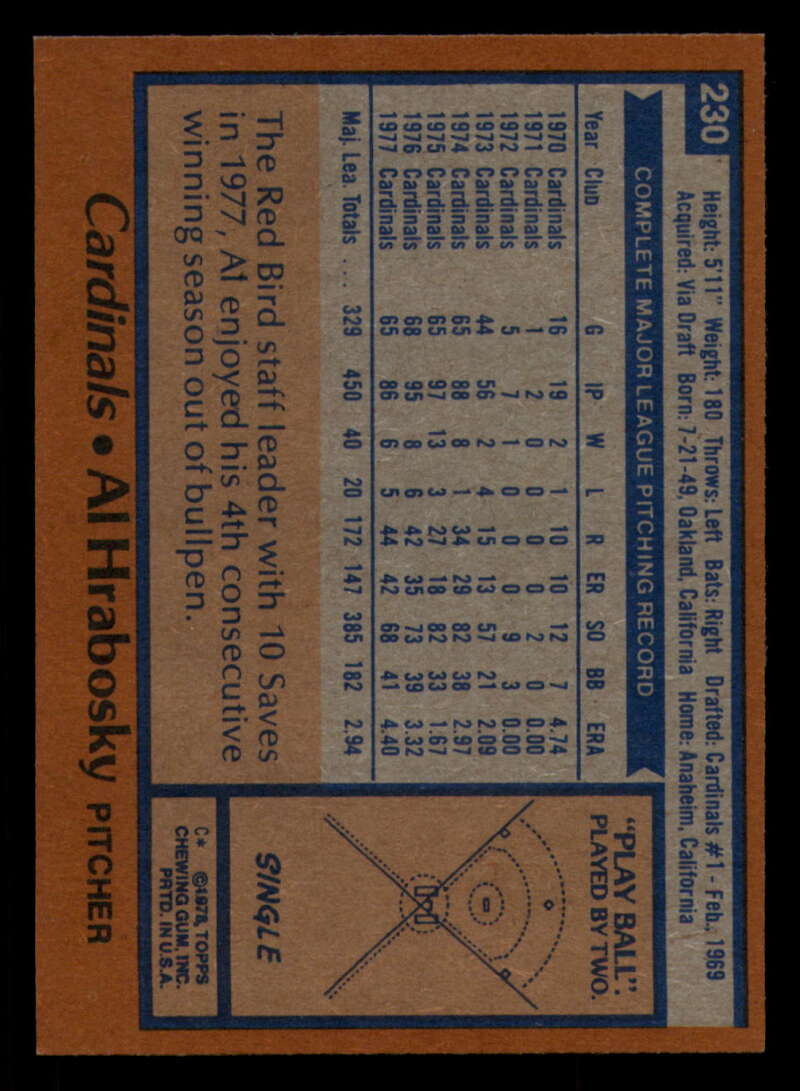 230
Height: 5'11" Weight: 180 Throws: Left Bats: Right Drafted: Cardinals #1 - Feb., 1969
Acquired: Via Draft Born: 7-21-49, Oakland, California Home: Anaheim, California
COMPLETE MAJOR LEAGUE PITCHING RECORD
Year Club G IP W L R ER SO BB ERA
1970 Cardinals 16 19 2 1 10 10 12 7 4.74
1971 Cardinals 1 2 0 0 0 0 2 0 0.00
1972 Cardinals 5 7 1 0 0 0 9 3 0.00
1973 Cardinals 44 56 2 4 15 13 57 21 2.09
1974 Cardinals 65 88 8 1 34 29 82 38 2.97
1975 Cardinals 65 97 13 3 27 18 82 33 1.67
1976 Cardinals 68 95 8 6 42 35 73 39 3.32
1977 Cardinals 65 86 6 5 44 42 68 41 4.40
Maj. Lea. Totals .... 329 450 40 20 172 147 385 182 2.94
The Red Bird staff leader with 10 Saves
in 1977, Al enjoyed his 4th consecutive
winning season out of bullpen.
"PLAY BALL":
PLAYED BY TWO.
SINGLE
C* ©1978, TOPPS
CHEWING GUM, INC.
PRTD. IN U.S.A.
Cardinals • Al Hrabosky PITCHER